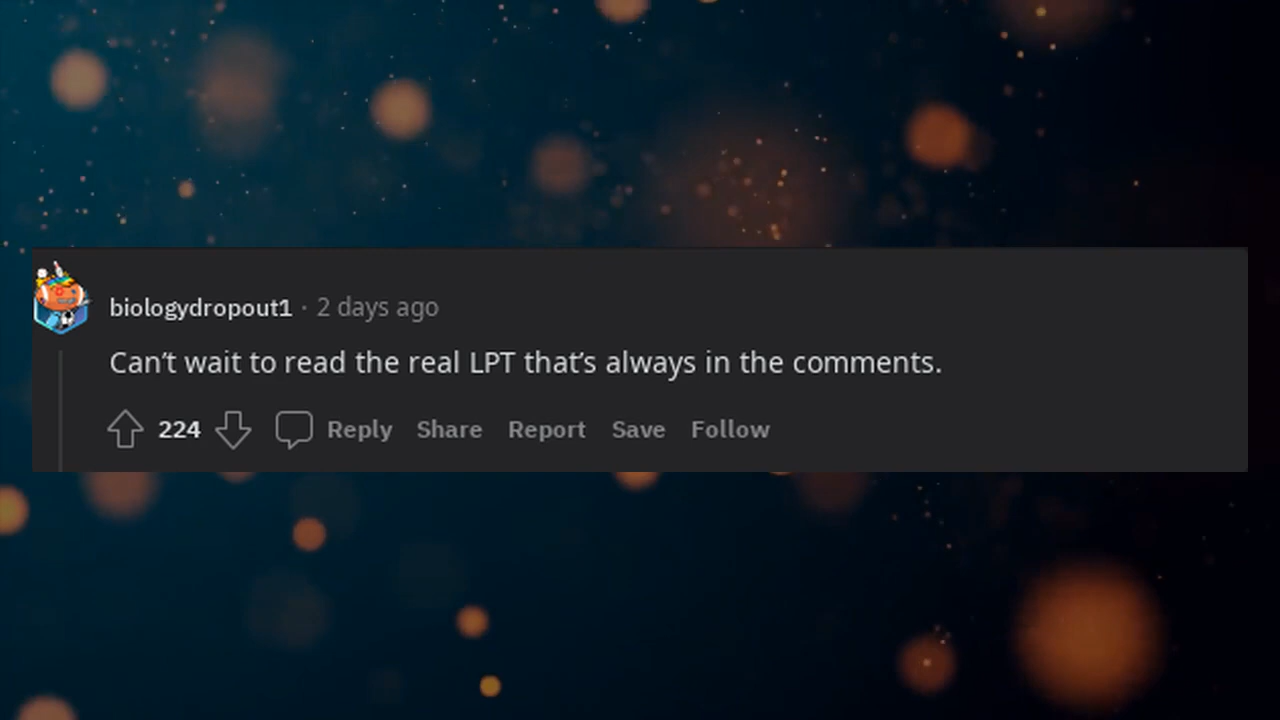 biologydropout1 · 2 days ago
Can’t wait to read the real LPT that’s always in the comments.
224 Reply Share Report Save Follow